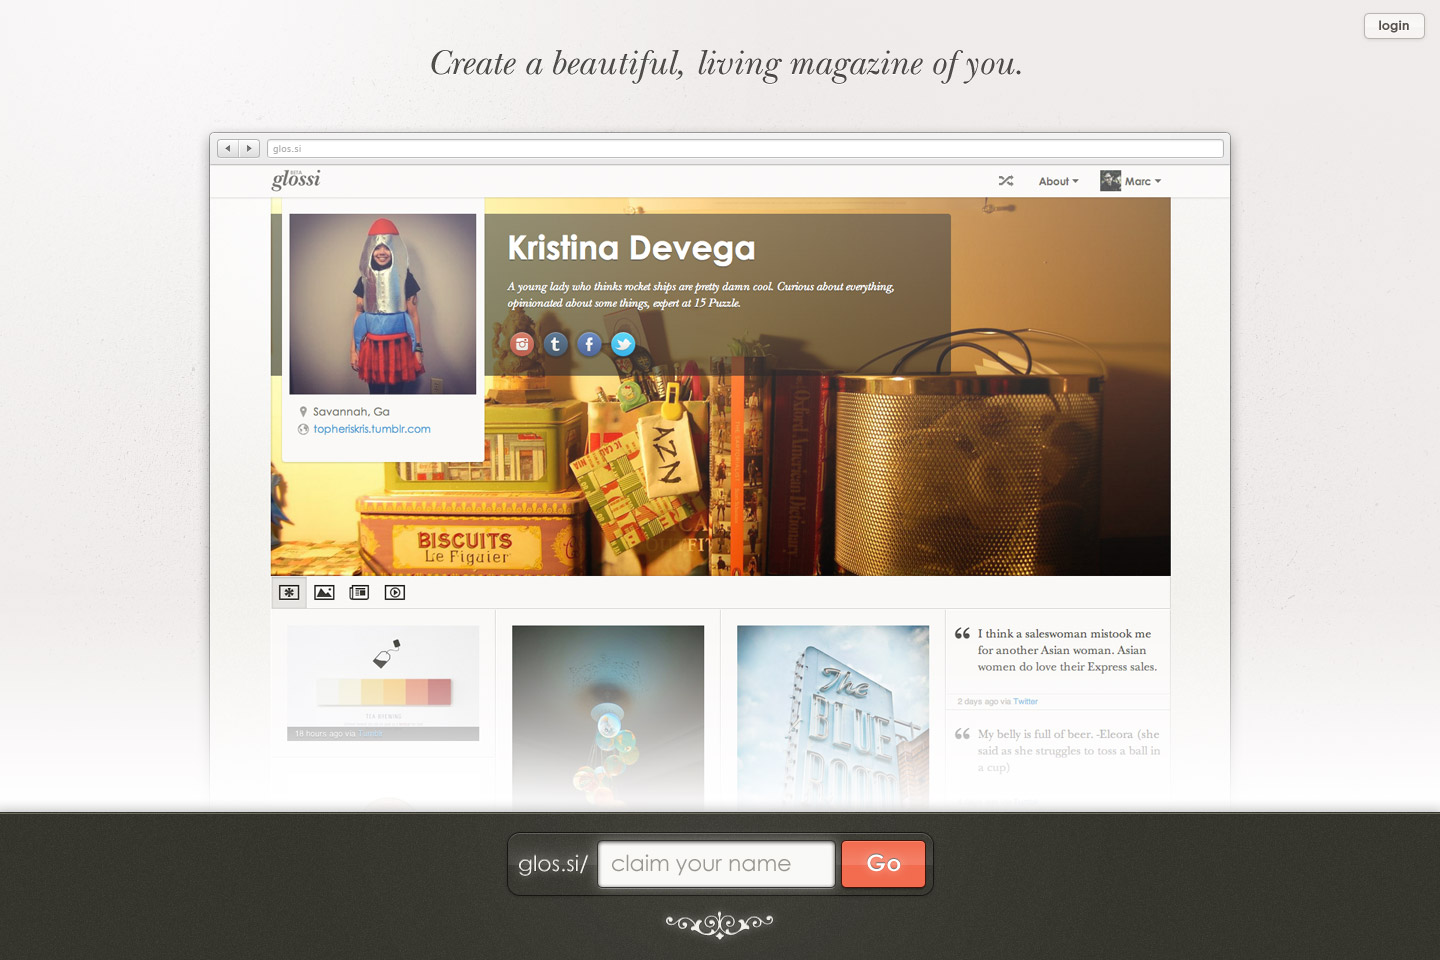 login
Create a beautiful, living magazine of you.
glos.si
glossi
BETA
About
Marc
Kristina Devega
A young lady who thinks rocket ships are pretty damn cool. Curious about everything,
opinionated about some things, expert at 15 Puzzle.
Savannah, Ga
topheriskris.tumblr.com
AZN
BISCUITS
Le Figuier
Oxford American Dictionary
TEA BREWING
18 hours ago via Twitter
The
BLUE
ROOM
I think a saleswoman mistook me
for another Asian woman. Asian
women do love their Express sales.
2 days ago via Twitter
My belly is full of beer. -Eleora (she
said as she struggles to toss a ball in
a cup)
glos.si/
claim your name
Go